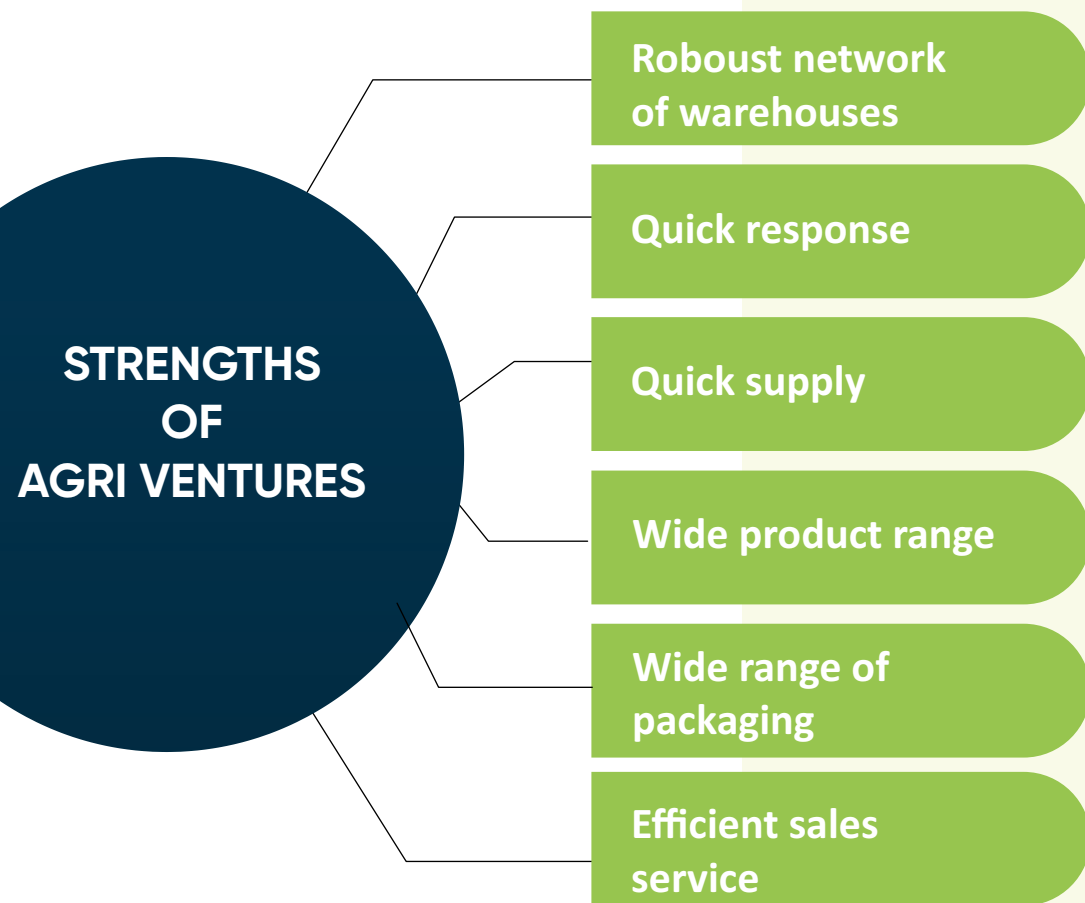 STRENGTHS
OF
AGRI VENTURES
Roboust network
of warehouses
Quick response
Quick supply
Wide product range
Wide range of
packaging
Efficient sales
service